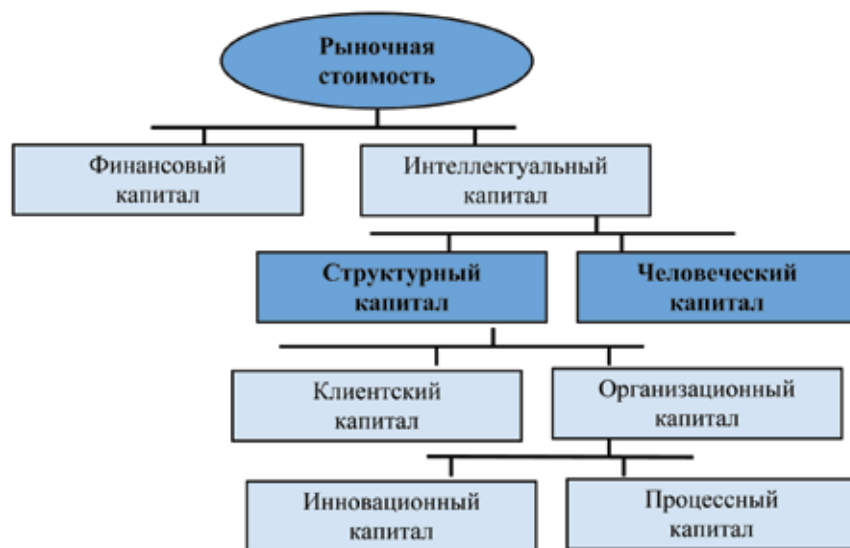 Рыночная
стоимость
Финансовый
капитал
Интеллектуальный
капитал
Структурный
капитал
Человеческий
капитал
Клиентский
капитал
Организационный
капитал
Инновационный
капитал
Процессный
капитал